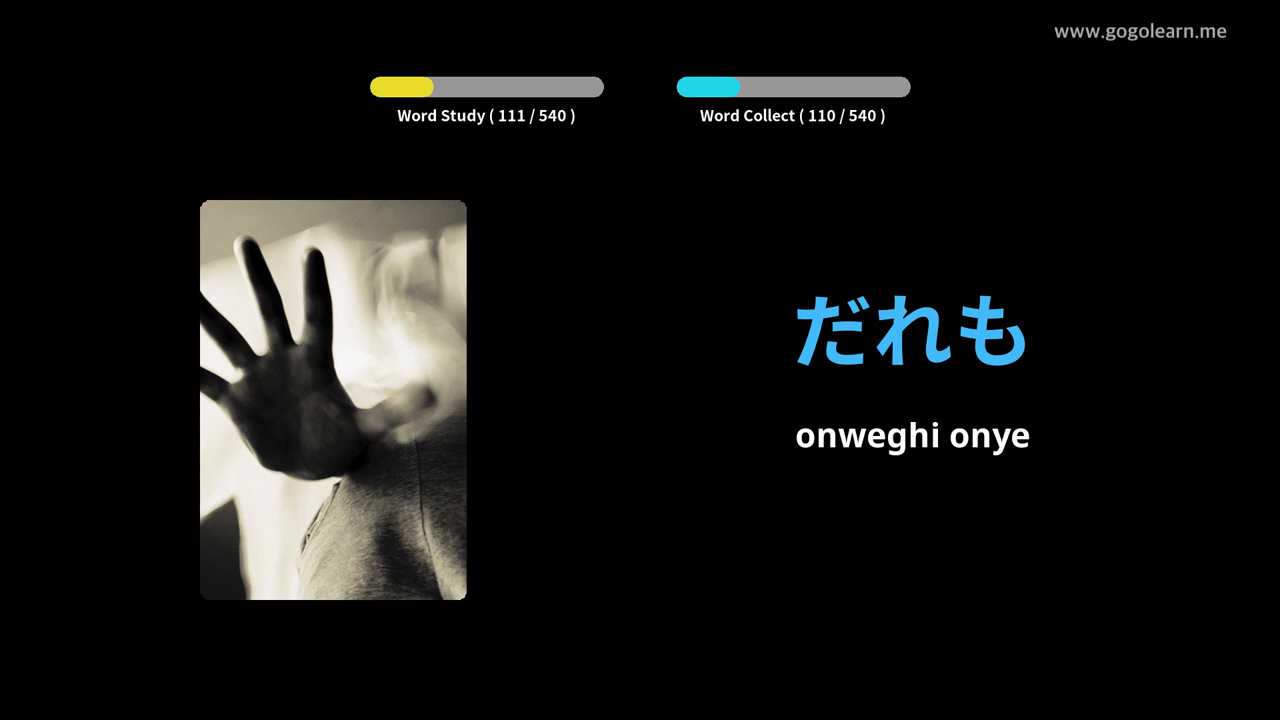 www.gogolearn.me
Word Study ( 111 / 540 )
Word Collect ( 110 / 540 )
だれも
onweghi onye